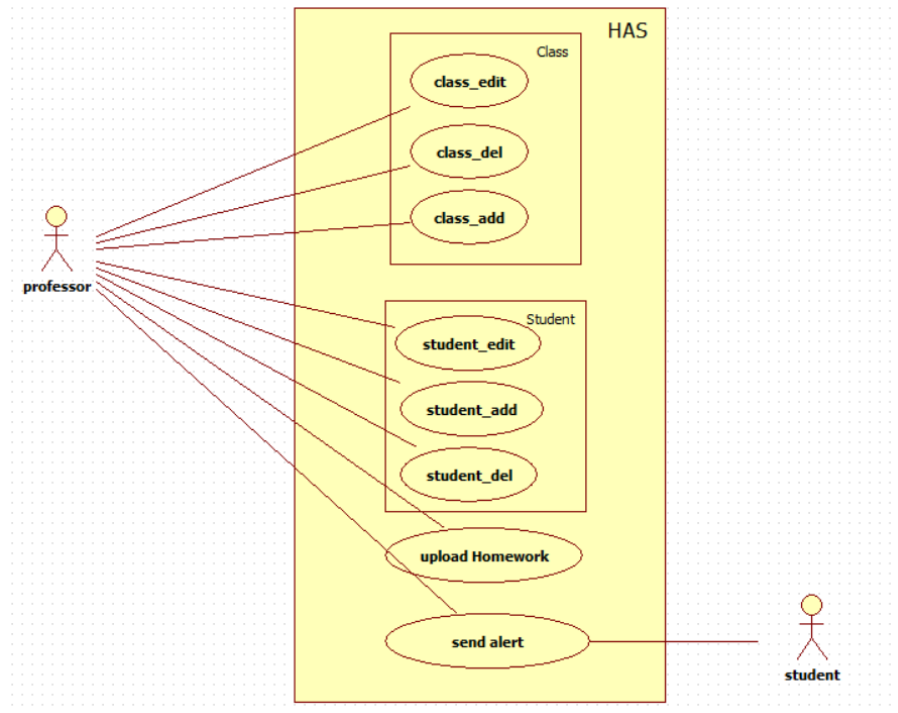 HAS
Class
class_edit
class_del
class_add
professor
Student
student_edit
student_add
student_del
upload Homework
send alert
student